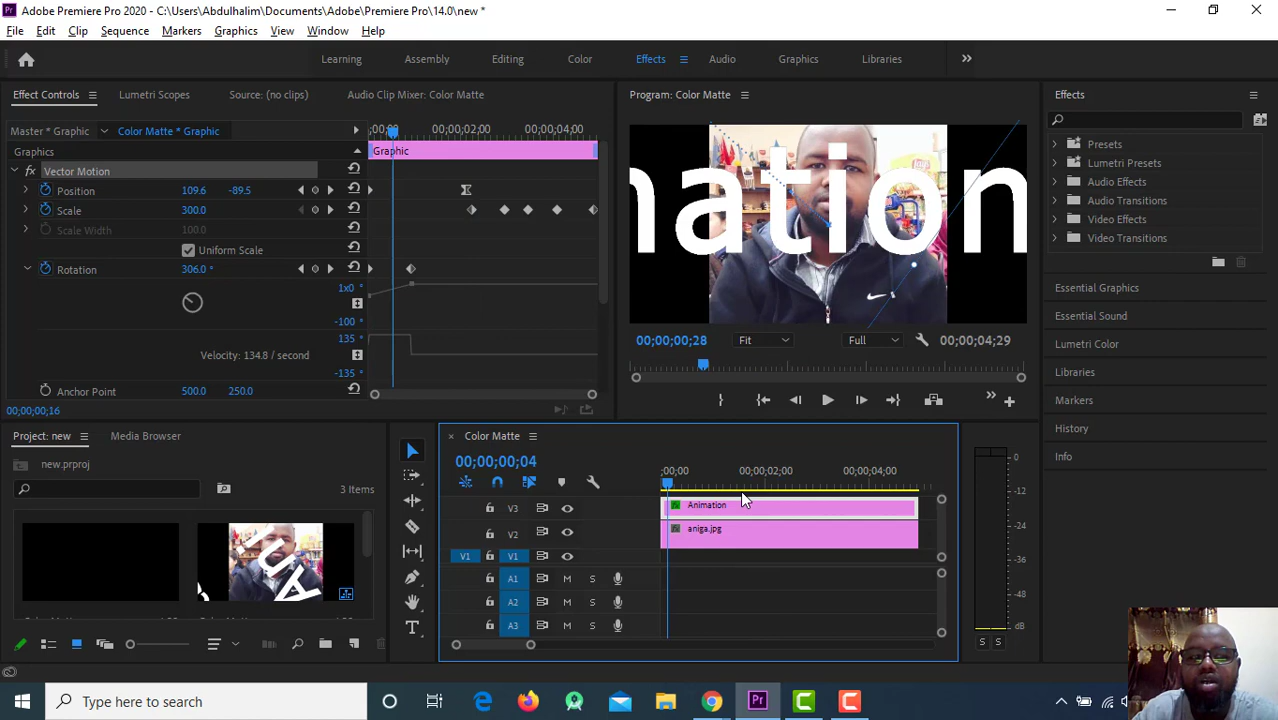 Adobe Premiere Pro 2020 - C:\Users\Abdulhalim\Documents\Adobe\Premiere Pro\14.0\new *
File Edit Clip Sequence Markers Graphics View Window Help
Learning Assembly Editing Color Effects Audio Graphics Libraries
Effect Controls Lumetri Scopes Source: (no clips) Audio Clip Mixer: Color Matte
Program: Color Matte
Effects
Master * Graphic Color Matte * Graphic
;00;00 00;00;02;00 00;00;04;00
Graphics
Graphic
fx Vector Motion
Position 109.6 -89.5
Scale 300.0
Scale Width 100.0
Uniform Scale
Rotation 306.0 °
1x0 °
-100 °
135 °
Velocity: 134.8 / second
-135 °
Anchor Point 500.0 250.0
00;00;00;16
mation
00;00;00;28 Fit Full 00;00;04;29
Presets
Lumetri Presets
Audio Effects
Audio Transitions
Video Effects
Video Transitions
Essential Graphics
Essential Sound
Lumetri Color
Libraries
Markers
History
Info
Project: new Media Browser
new.prproj
3 Items
Color Matte
00;00;00;04
;00;00 00;00;02;00 00;00;04;00
V3 Animation
V2 aniga.jpg
V1 V1
A1 M S
A2 M S
A3 M S
0
-6
-12
-18
-24
-30
-36
-42
-48
-54
dB
S S
Type here to search
Pr